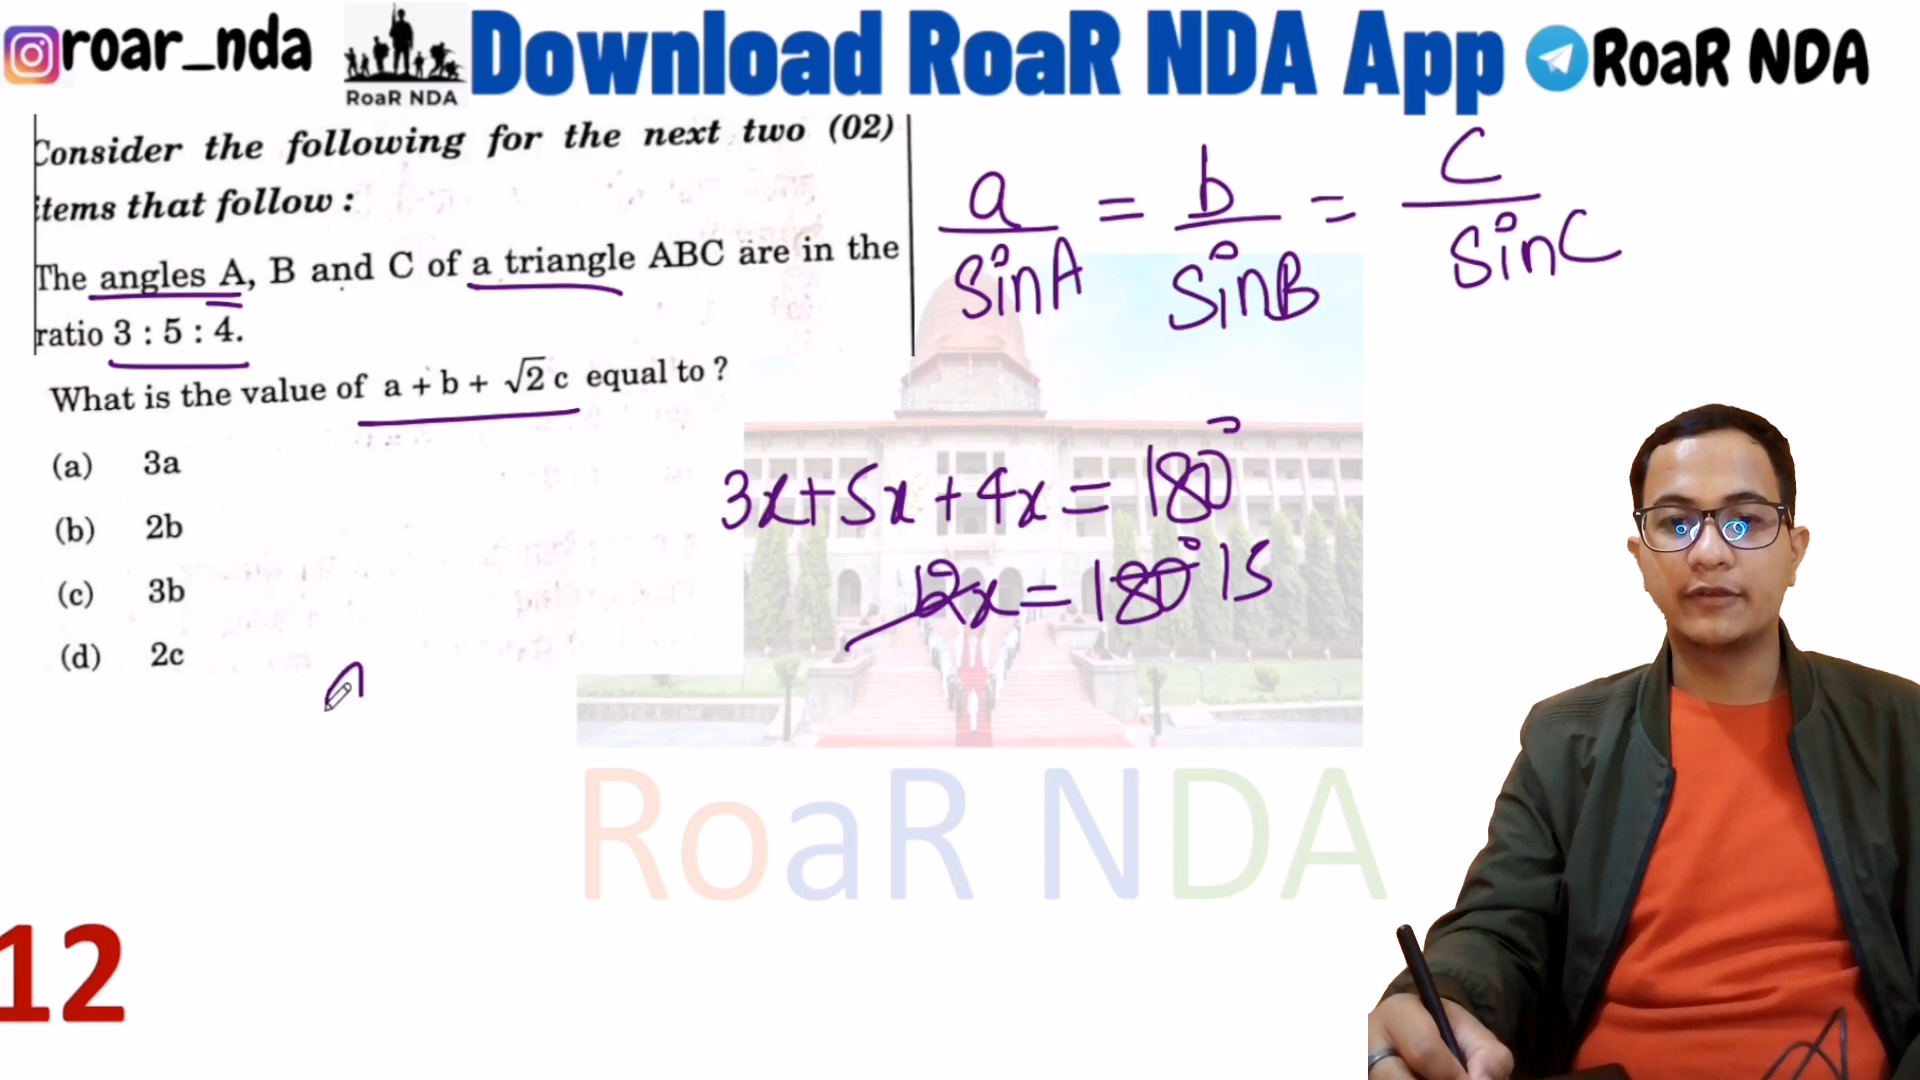 roar_nda
RoaR NDA
Download RoaR NDA App
RoaR NDA
Consider the following for the next two (02)
items that follow :
The angles A, B and C of a triangle ABC are in the
ratio 3 : 5 : 4.
What is the value of a + b + √2 c equal to ?
(a) 3a
(b) 2b
(c) 3b
(d) 2c
a/sinA = b/sinB = c/sinC
3x+5x+4x = 180°
12x = 180° 15
RoaR NDA
12